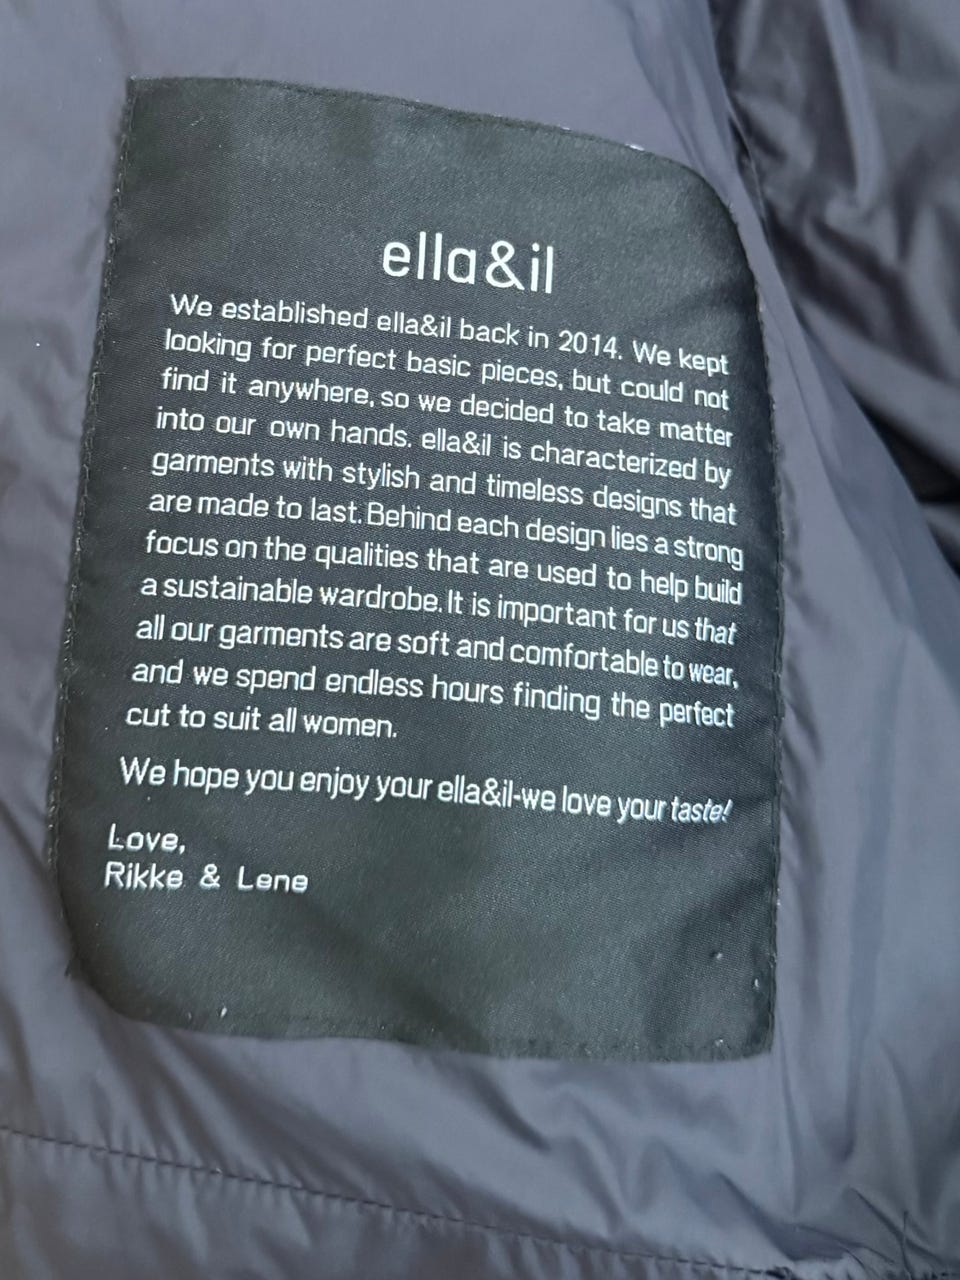 ella&il
We established ella&il back in 2014. We kept
looking for perfect basic pieces, but could not
find it anywhere, so we decided to take matter
into our own hands. ella&il is characterized by
garments with stylish and timeless designs that
are made to last. Behind each design lies a strong
focus on the qualities that are used to help build
a sustainable wardrobe. It is important for us that
all our garments are soft and comfortable to wear,
and we spend endless hours finding the perfect
cut to suit all women.
We hope you enjoy your ella&il-we love your taste!
Love,
Rikke & Lene